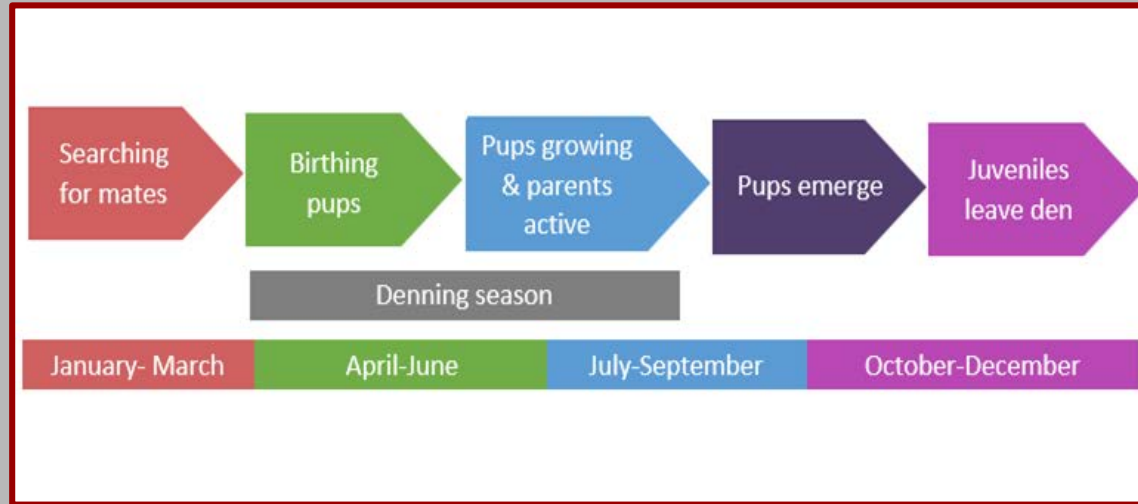 Searching
for mates
Birthing
pups
Pups growing
& parents
active
Pups emerge
Juveniles
leave den
Denning season
January- March
April-June
July-September
October-December